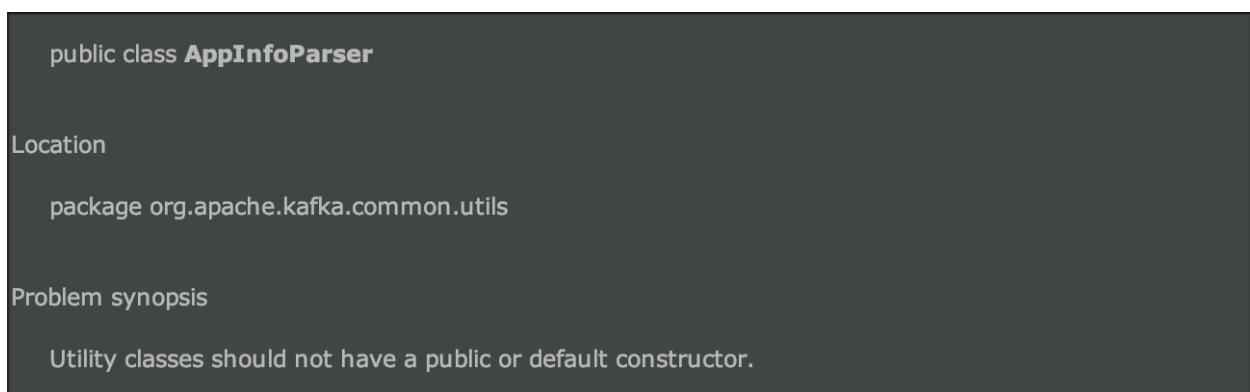 public class AppInfoParser
Location
package org.apache.kafka.common.utils
Problem synopsis
Utility classes should not have a public or default constructor.